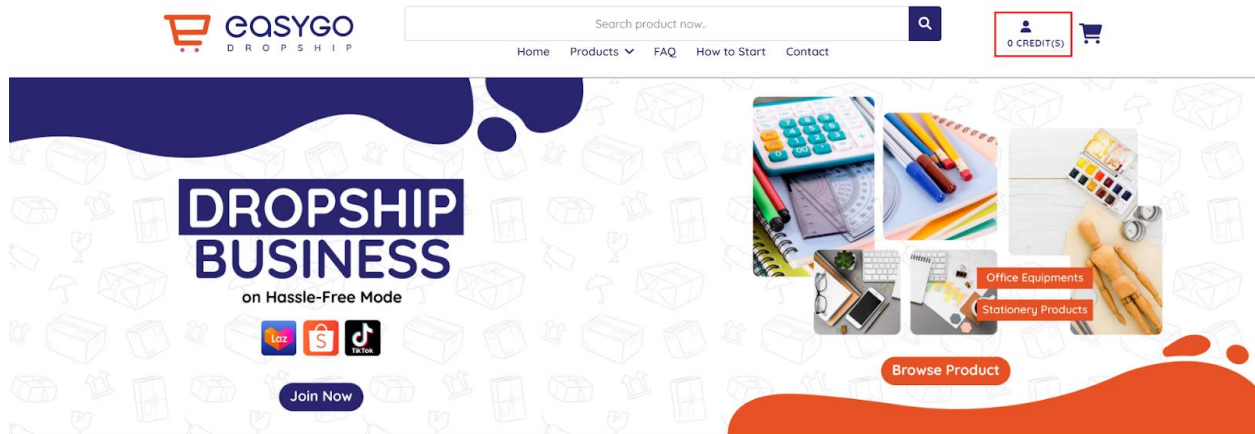 easyGO
DROPSHIP
Search product now..
0 CREDIT(S)
Home Products FAQ How to Start Contact
DROPSHIP
BUSINESS
on Hassle-Free Mode
Laz
S
TikTok
Join Now
Office Equipments
Stationery Products
Browse Product